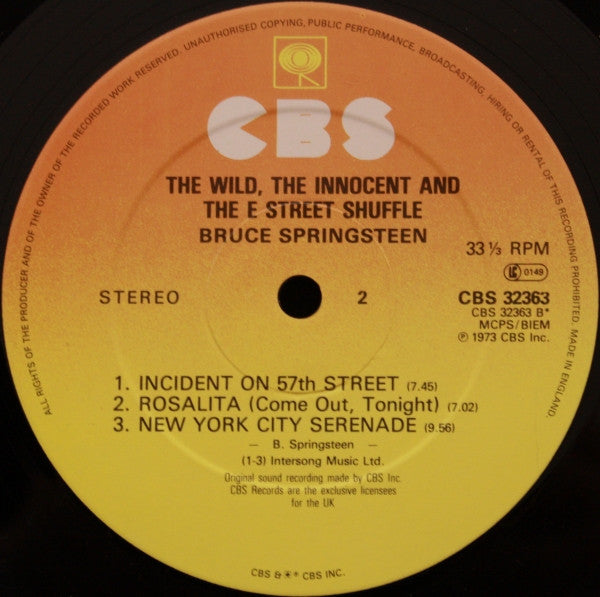 ALL RIGHTS OF THE PRODUCER AND OF THE OWNER OF THE RECORDED WORK RESERVED. UNAUTHORISED COPYING, PUBLIC PERFORMANCE, BROADCASTING, HIRING OR RENTAL OF THIS RECORDING PROHIBITED. MADE IN ENGLAND.
CBS
THE WILD, THE INNOCENT AND
THE E STREET SHUFFLE
BRUCE SPRINGSTEEN
33⅓ RPM
LC 0149
STEREO
2
CBS 32363
CBS 32363 B*
MCPS/BIEM
℗ 1973 CBS Inc.
1. INCIDENT ON 57th STREET (7.45)
2. ROSALITA (Come Out, Tonight) (7.02)
3. NEW YORK CITY SERENADE (9.56)
– B. Springsteen –
(1-3) Intersong Music Ltd.
Original sound recording made by CBS Inc.
CBS Records are the exclusive licensees
for the UK
CBS & ** CBS INC.